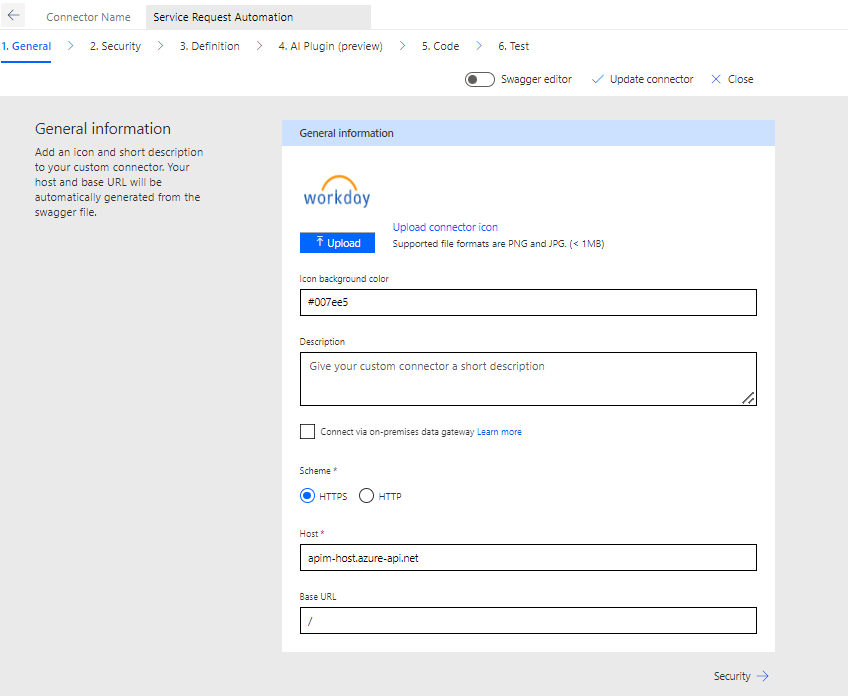 Connector Name Service Request Automation
1. General 2. Security 3. Definition 4. AI Plugin (preview) 5. Code 6. Test
Swagger editor Update connector Close
General information
Add an icon and short description
to your custom connector. Your
host and base URL will be
automatically generated from the
swagger file.
General information
workday
Upload connector icon
Upload
Supported file formats are PNG and JPG. (< 1MB)
Icon background color
#007ee5
Description
Give your custom connector a short description
Connect via on-premises data gateway Learn more
Scheme *
HTTPS HTTP
Host *
apim-host.azure-api.net
Base URL
/
Security